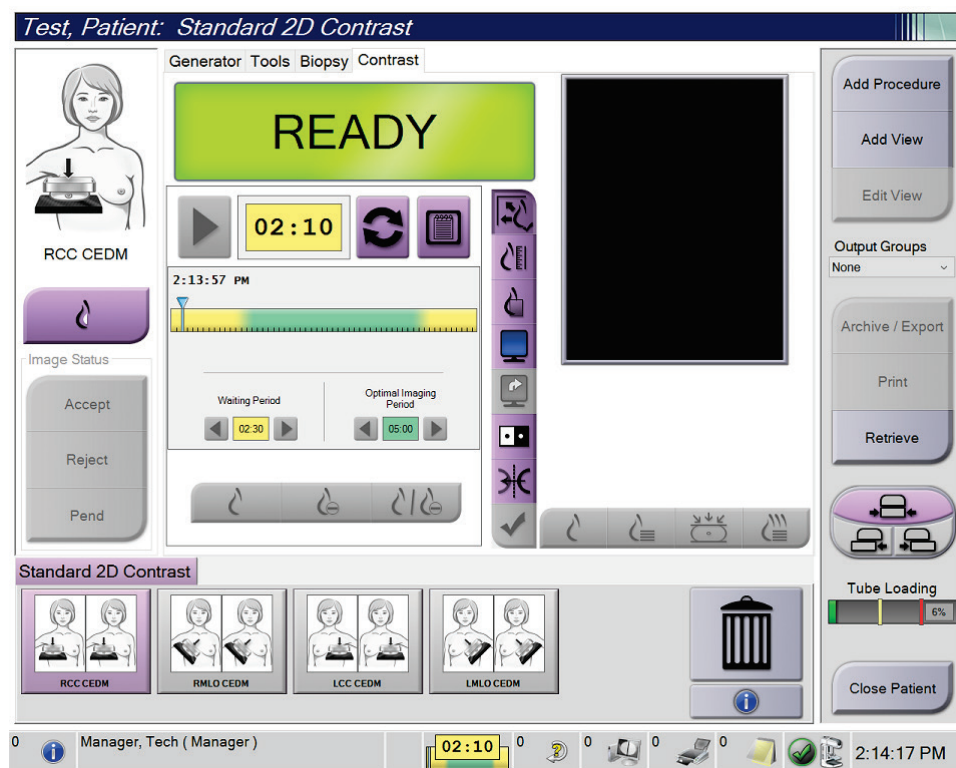 Test, Patient: Standard 2D Contrast
Generator Tools Biopsy Contrast
READY
RCC CEDM
02:10
2:13:57 PM
Waiting Period
Optimal Imaging
Period
02:30
05:00
Image Status
Accept
Reject
Pend
Add Procedure
Add View
Edit View
Output Groups
None
Archive / Export
Print
Retrieve
Tube Loading
6%
Close Patient
Standard 2D Contrast
RCC CEDM
RMLO CEDM
LCC CEDM
LMLO CEDM
0 Manager, Tech ( Manager ) 02:10 0 0 0 0 2:14:17 PM